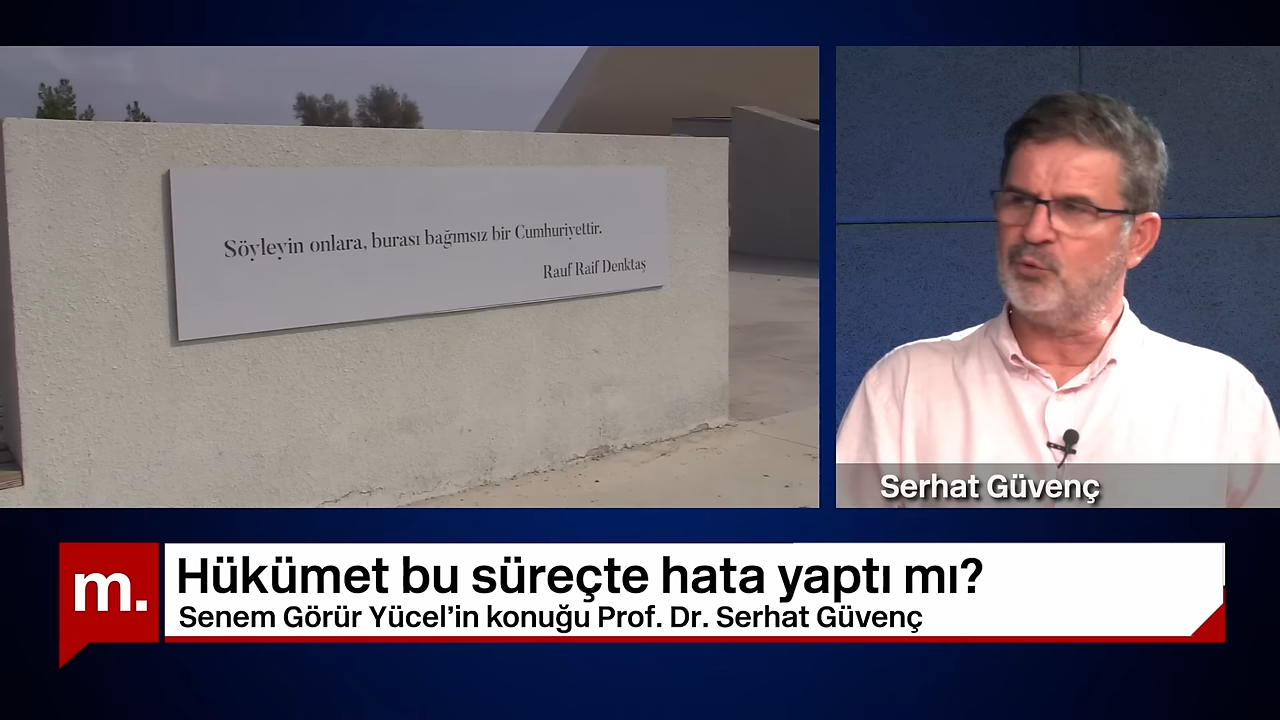 Söyleyin onlara, burası bağımsız bir Cumhuriyettir.
Rauf Raif Denktaş
Serhat Güvenç
m.
Hükümet bu süreçte hata yaptı mı?
Senem Görür Yücel'in konuğu Prof. Dr. Serhat Güvenç